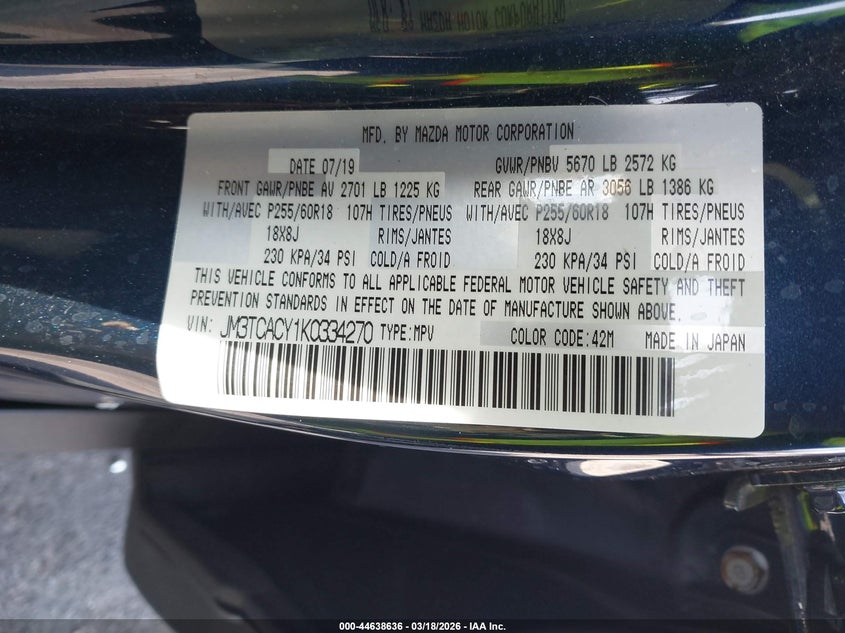 MFD. BY MAZDA MOTOR CORPORATION
DATE 07/19 GVWR/PNBV 5670 LB 2572 KG
FRONT GAWR/PNBE AV 2701 LB 1225 KG REAR GAWR/PNBE AR 3056 LB 1386 KG
WITH/AVEC P255/60R18 107H TIRES/PNEUS WITH/AVEC P255/60R18 107H TIRES/PNEUS
18X8J RIMS/JANTES 18X8J RIMS/JANTES
230 KPA/34 PSI COLD/A FROID 230 KPA/34 PSI COLD/A FROID
THIS VEHICLE CONFORMS TO ALL APPLICABLE FEDERAL MOTOR VEHICLE SAFETY AND THEFT
PREVENTION STANDARDS IN EFFECT ON THE DATE OF MANUFACTURE SHOWN ABOVE.
VIN: JM3TCACY1K0334270 TYPE:MPV COLOR CODE:42M MADE IN JAPAN
000-44638636 - 03/18/2026 - IAA Inc.